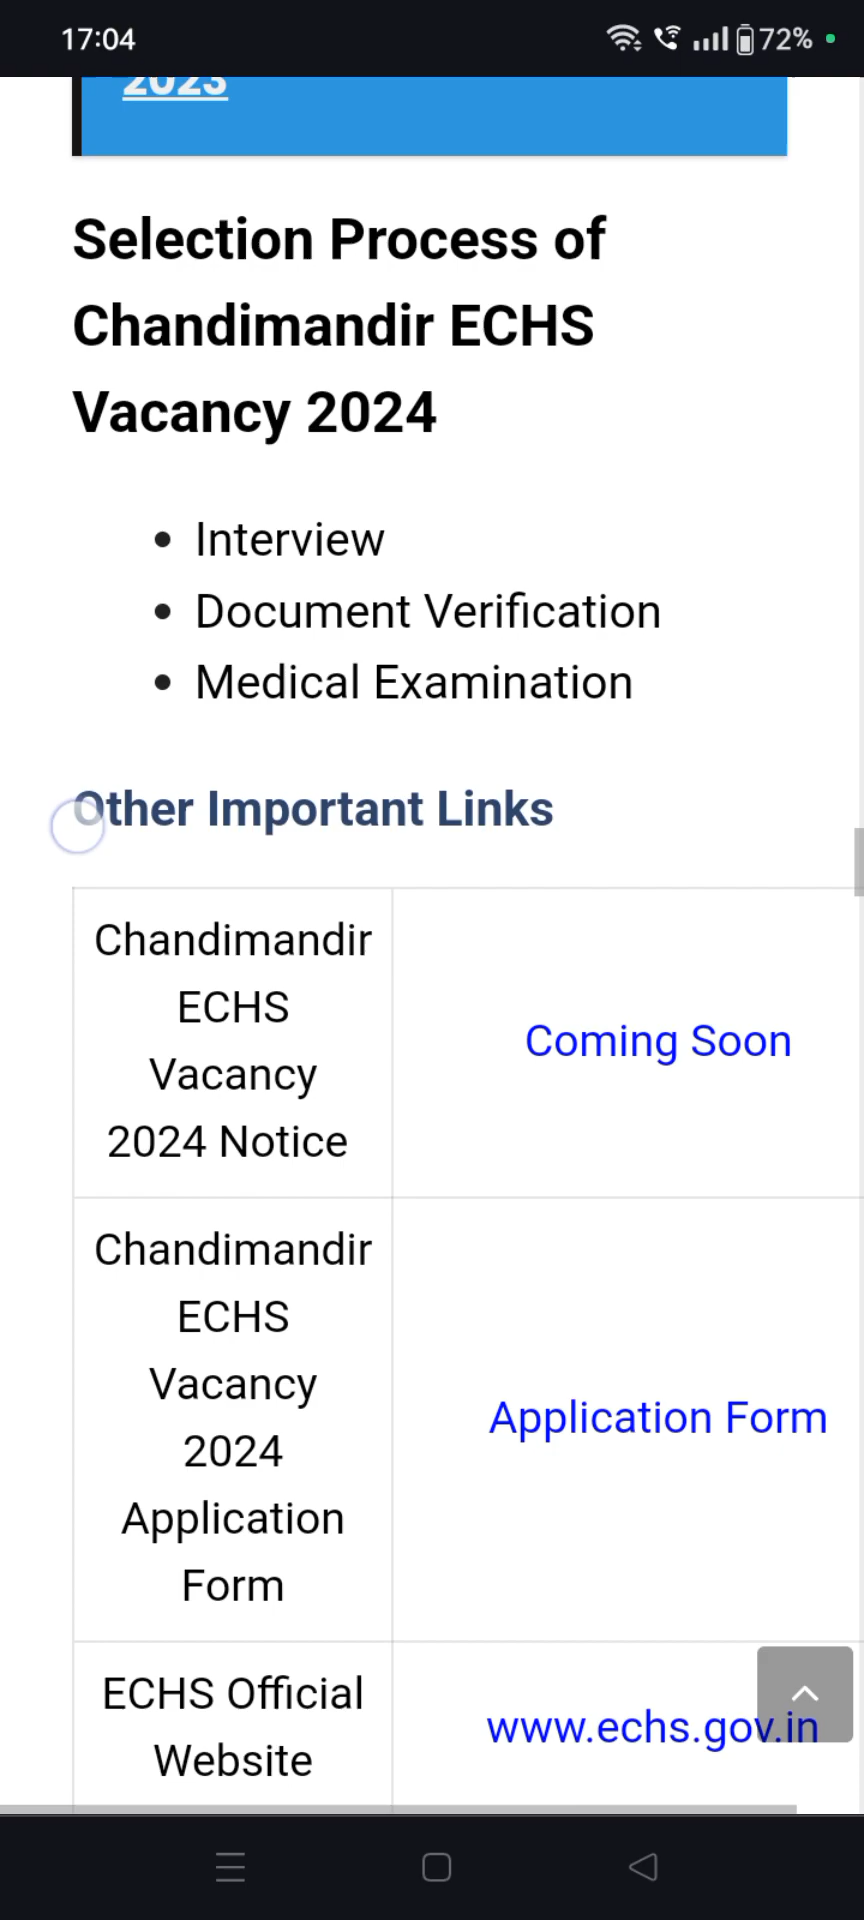 17:04
72%
2023
Selection Process of
Chandimandir ECHS
Vacancy 2024
Interview
Document Verification
Medical Examination
Other Important Links
Chandimandir
ECHS
Vacancy
2024 Notice
Coming Soon
Chandimandir
ECHS
Vacancy
2024
Application
Form
Application Form
ECHS Official
Website
www.echs.gov.in